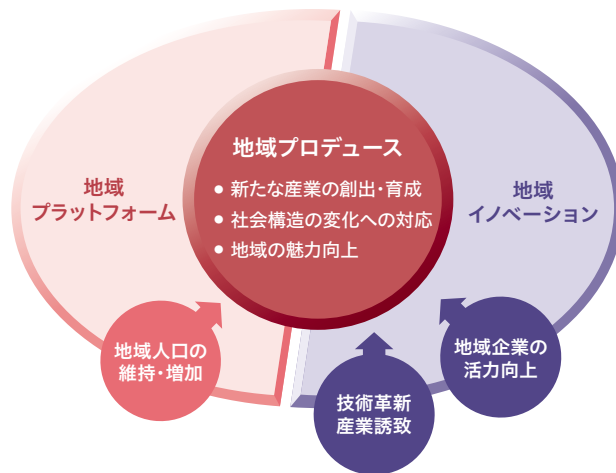 地域プロデュース
● 新たな産業の創出・育成
● 社会構造の変化への対応
● 地域の魅力向上
地域
プラットフォーム
地域
イノベーション
地域人口の
維持・増加
技術革新
産業誘致
地域企業の
活力向上